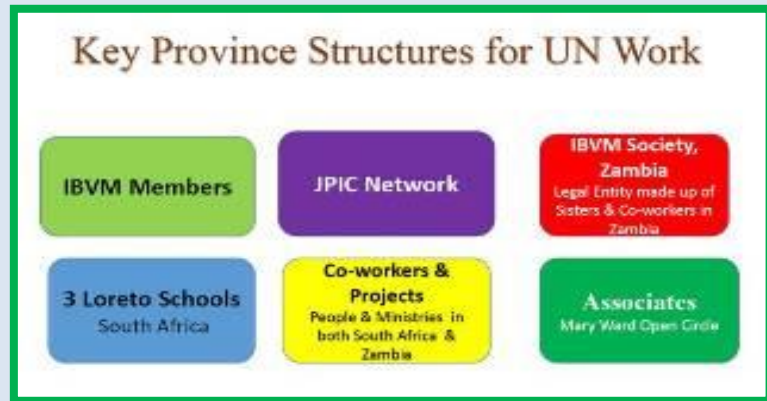 Key Province Structures for UN Work
IBVM Members
JPIC Network
IBVM Society,
Zambia
Legal Entity made up of
Sisters & Co-workers in
Zambia
3 Loreto Schools
South Africa
Co-workers &
Projects
People & Ministries in
both South Africa &
Zambia
Associates
Mary Ward Open Circle